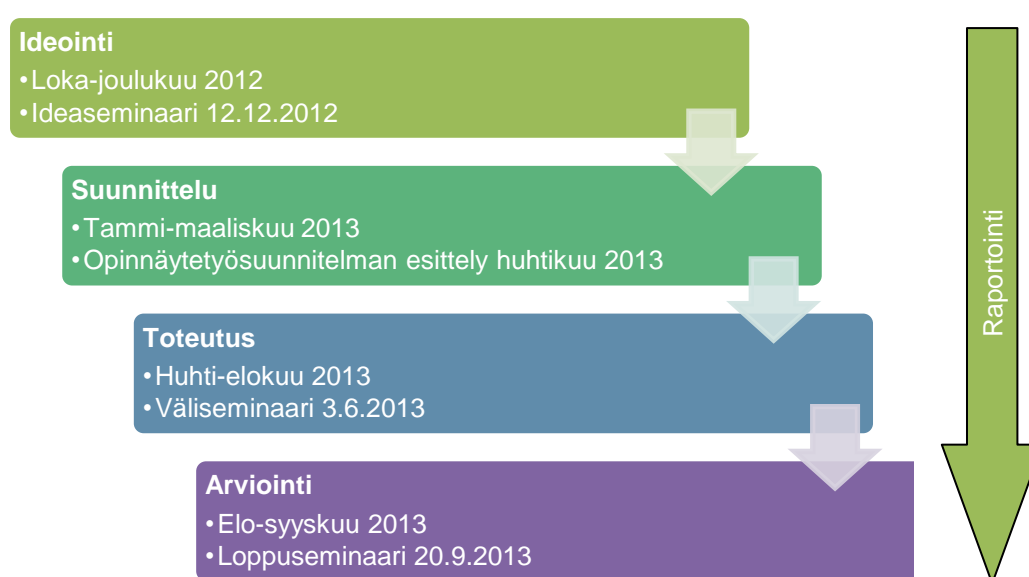 Ideointi
•Loka-joulukuu 2012
•Ideaseminaari 12.12.2012
Suunnittelu
•Tammi-maaliskuu 2013
•Opinnäytetyösuunnitelman esittely huhtikuu 2013
Toteutus
•Huhti-elokuu 2013
•Väliseminaari 3.6.2013
Arviointi
•Elo-syyskuu 2013
•Loppuseminaari 20.9.2013
Raportointi